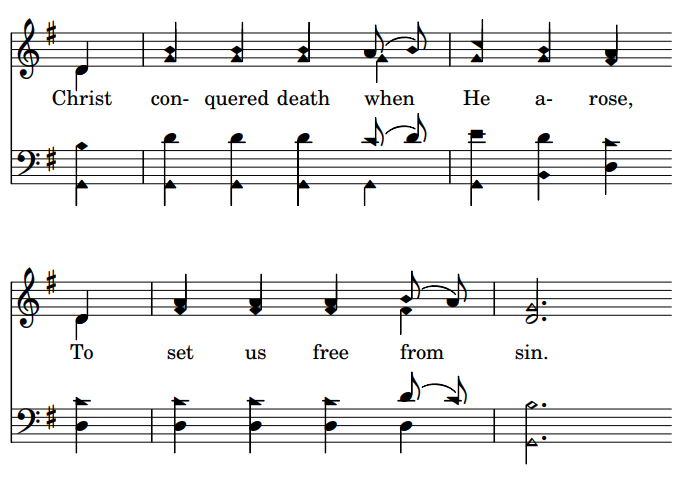 Christ con- quered death when He a- rose,
To set us free from sin.